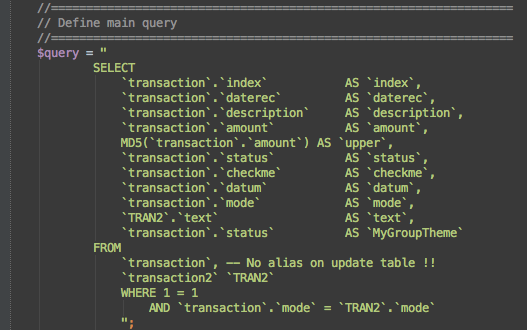 //==================================================================
// Define main query
//==================================================================
$query = "
SELECT
`transaction`.`index` AS `index`,
`transaction`.`daterec` AS `daterec`,
`transaction`.`description` AS `description`,
`transaction`.`amount` AS `amount`,
MD5(`transaction`.`amount`) AS `upper`,
`transaction`.`status` AS `status`,
`transaction`.`checkme` AS `checkme`,
`transaction`.`datum` AS `datum`,
`transaction`.`mode` AS `mode`,
`TRAN2`.`text` AS `text`,
`transaction`.`status` AS `MyGroupTheme`
FROM
`transaction`, -- No alias on update table !!
`transaction2` `TRAN2`
WHERE 1 = 1
AND `transaction`.`mode` = `TRAN2`.`mode`
";